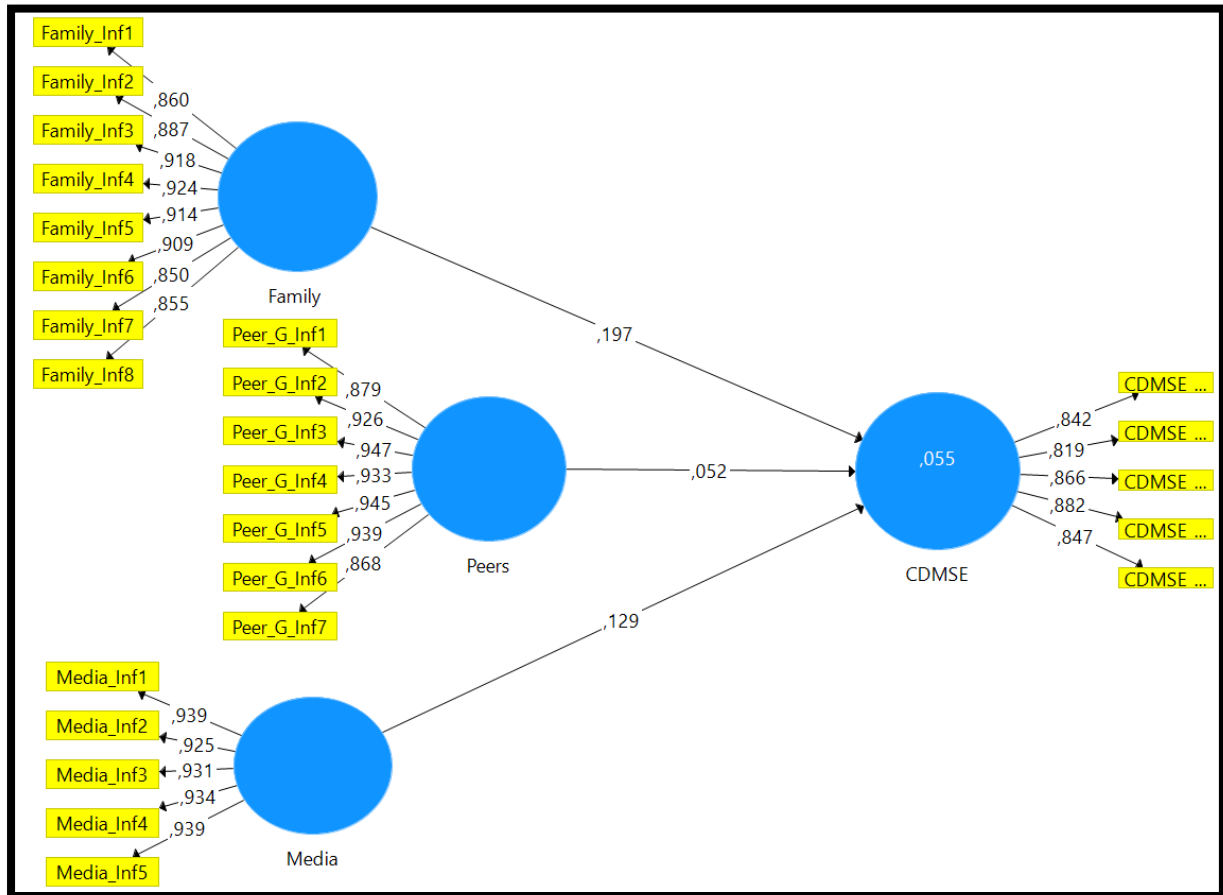 Family_Inf1
Family_Inf2
Family_Inf3
Family_Inf4
Family_Inf5
Family_Inf6
Family_Inf7
Family_Inf8
,860
,887
,918
,924
,914
,909
,850
,855
Family
,197
Peer_G_Inf1
Peer_G_Inf2
Peer_G_Inf3
Peer_G_Inf4
Peer_G_Inf5
Peer_G_Inf6
Peer_G_Inf7
,879
,926
,947
,933
,945
,939
,868
Peers
,052
Media_Inf1
Media_Inf2
Media_Inf3
Media_Inf4
Media_Inf5
,939
,925
,931
,934
,939
Media
,129
,055
CDMSE
,842
,819
,866
,882
,847
CDMSE ...
CDMSE ...
CDMSE ...
CDMSE ...
CDMSE ...